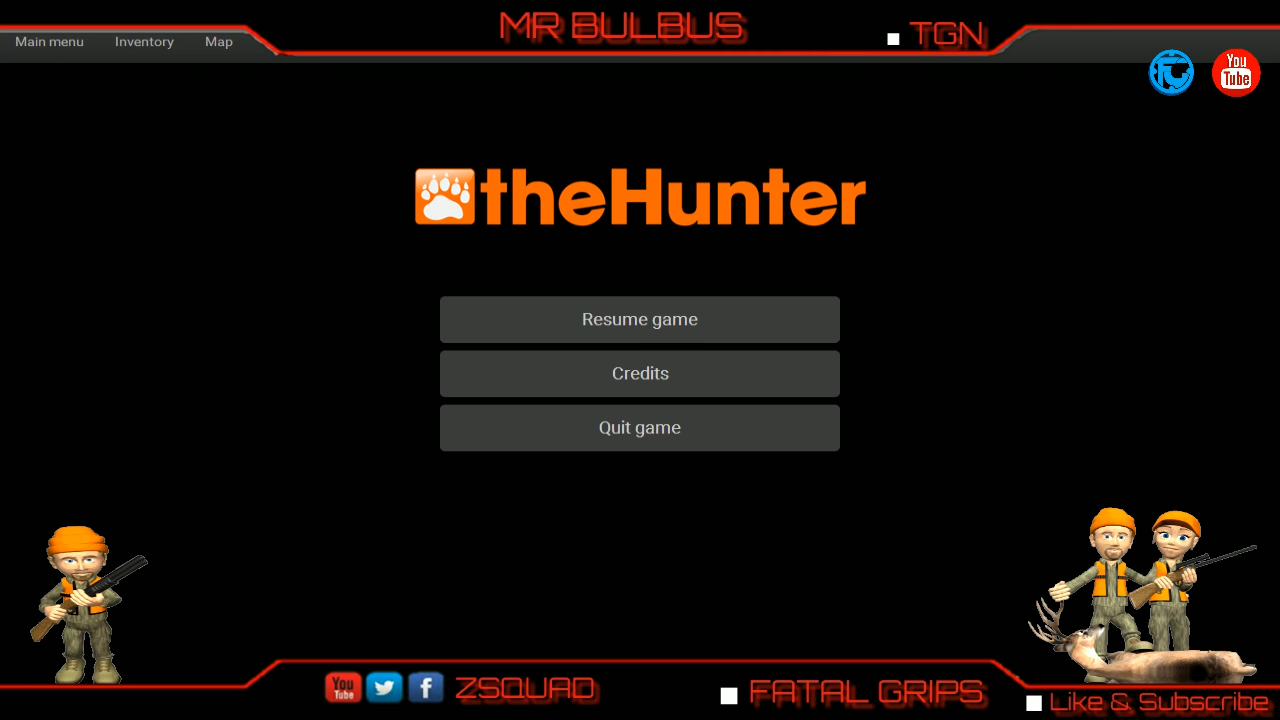 MR BULBUS
TGN
Main menu Inventory Map
FG
You Tube
theHunter
Resume game
Credits
Quit game
You Tube
f
ZSQUAD
FATAL GRIPS
Like & Subscribe